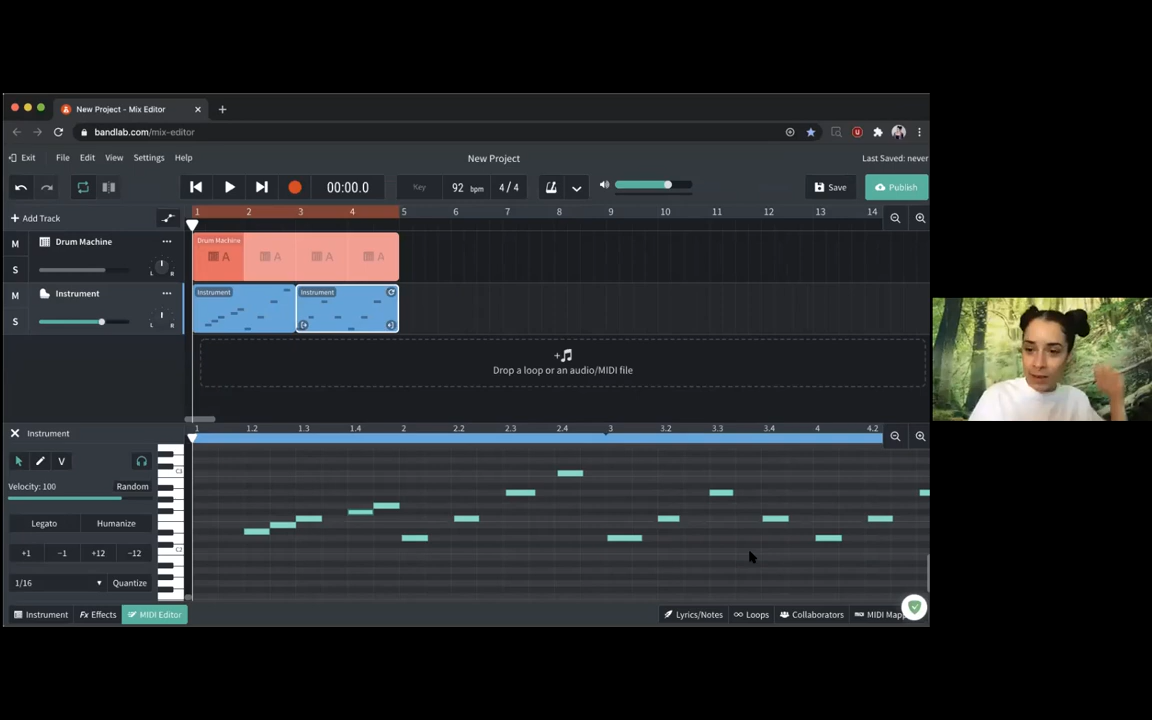 New Project - Mix Editor
bandlab.com/mix-editor
Exit File Edit View Settings Help New Project Last Saved: never
00:00.0 Key 92 bpm 4 / 4 Save Publish
Add Track 1 2 3 4 5 6 7 8 9 10 11 12 13 14
M Drum Machine Drum Machine
A A A A
S L R
M Instrument Instrument Instrument
S L R
Drop a loop or an audio/MIDI file
Instrument 1 1.2 1.3 1.4 2 2.2 2.3 2.4 3 3.2 3.3 3.4 4 4.2
V C3
Velocity: 100 Random
Legato Humanize
+1 −1 +12 −12 C2
1/16 Quantize
Instrument Fx Effects MIDI Editor Lyrics/Notes Loops Collaborators MIDI Mapp